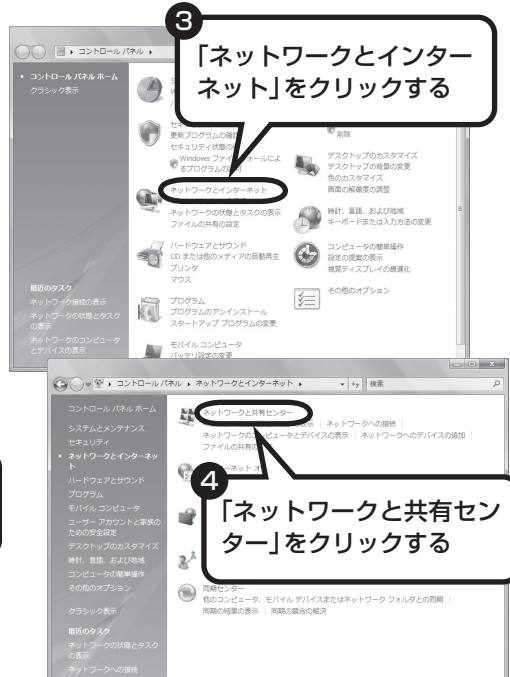 3
「ネットワークとインター
ネット」をクリックする
コントロール パネル
コントロール パネル ホーム
クラシック表示
更新プログラムの確認
セキュリティ状態の
Windows ファイ
ォールによ
るプログラムの
ネットワークとインターネット
ネットワークの状態とタスクの表示
ファイルの共有の設定
ハードウェアとサウンド
CD または他のメディアの自動再生
プリンタ
マウス
プログラム
プログラムのアンインストール
スタートアップ プログラムの変更
モバイル コンピュータ
バッテリ設定の変更
削除
デスクトップのカスタマイズ
デスクトップの背景の変更
色のカスタマイズ
画面の解像度の調整
時計、言語、および地域
キーボードまたは入力方法の変更
コンピュータの簡単操作
設定の提案の表示
視覚ディスプレイの最適化
その他のオプション
最近のタスク
ネットワーク接続の表示
ネットワークの状態とタスク
の表示
ネットワークのコンピュータ
とデバイスの表示
コントロール パネル ネットワークとインターネット
検索
コントロール パネル ホーム
システムとメンテナンス
セキュリティ
ネットワークとインターネッ
ト
ハードウェアとサウンド
プログラム
モバイル コンピュータ
ユーザー アカウントと家族の
ための安全設定
デスクトップのカスタマイズ
時計、言語、および地域
コンピュータの簡単操作
その他のオプション
クラシック表示
最近のタスク
ネットワークの状態とタスク
の表示
ネットワークへの接続
ネットワークと共有センター
の表示 | ネットワークへの接続 |
ネットワークのコンピュータとデバイスの表示 | ネットワークへのデバイスの追加 |
ファイルの共有の
ーネット オ
4
「ネットワークと共有セン
ター」をクリックする
同期センター
他のコンピュータ、モバイル デバイスまたはネットワーク フォルダとの同期 |
同期の結果の表示 | 同期の競合の解決